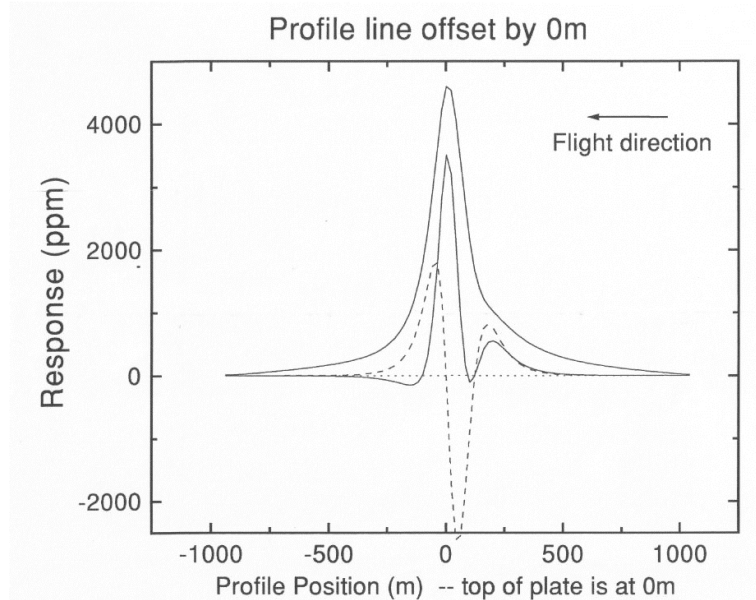 Profile line offset by 0m
Flight direction
Response (ppm)
4000
2000
0
-2000
-1000
-500
0
500
1000
Profile Position (m) -- top of plate is at 0m